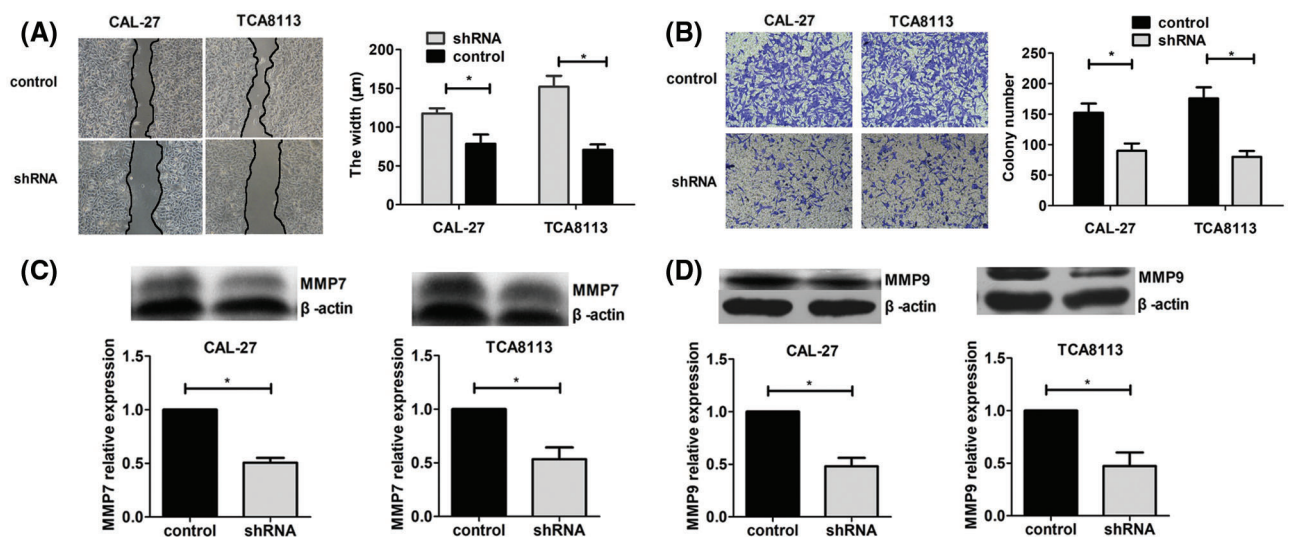 (A)
CAL-27 TCA8113
control
shRNA
The width (μm)
200
150
100
50
0
shRNA
control
* *
CAL-27 TCA8113
(B)
CAL-27 TCA8113
control
shRNA
control
shRNA
Colony number
250
200
150
100
50
0
* *
CAL-27 TCA8113
(C)
MMP7
β -actin
CAL-27
MMP7 relative expression
1.5
1.0
0.5
0.0
*
control shRNA
MMP7
β -actin
TCA8113
MMP7 relative expression
1.5
1.0
0.5
0.0
*
control shRNA
(D)
MMP9
β -actin
CAL-27
MMP9 relative expression
1.5
1.0
0.5
0.0
*
control shRNA
MMP9
β -actin
TCA8113
MMP9 relative expression
1.5
1.0
0.5
0.0
*
control shRNA